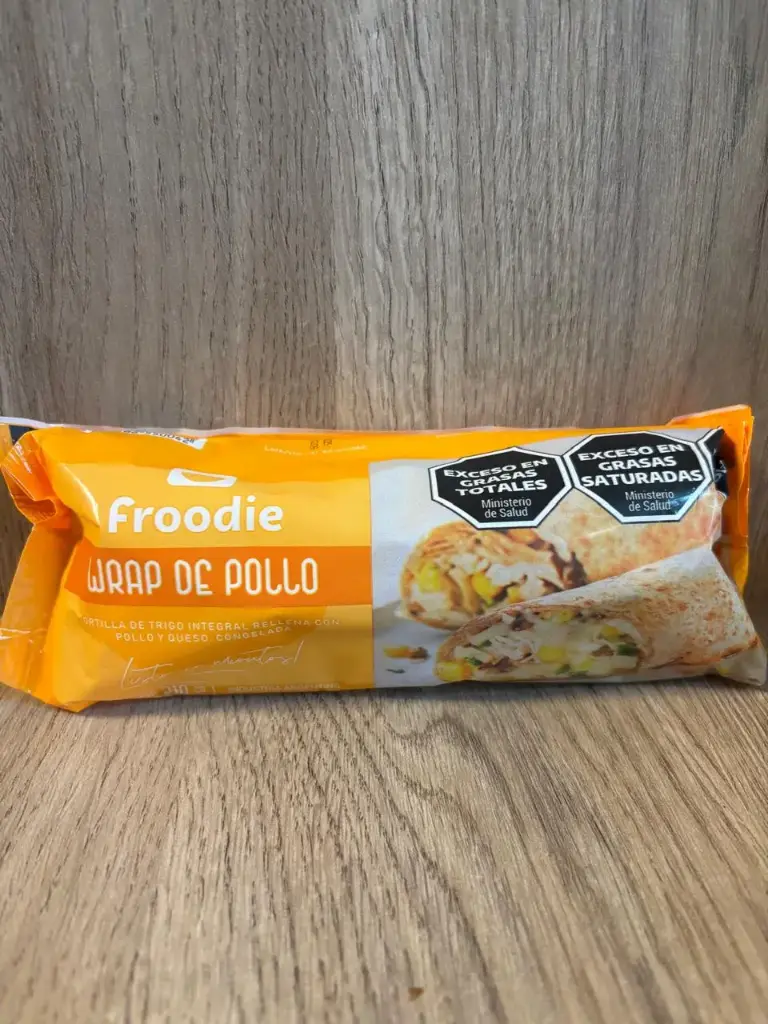 Froodie
WRAP DE POLLO
TORTILLA DE TRIGO INTEGRAL RELLENA CON
POLLO Y QUESO, CONGELADA
EXCESO EN
GRASAS
TOTALES
Ministerio
de Salud
EXCESO EN
GRASAS
SATURADAS
Ministerio
de Salud